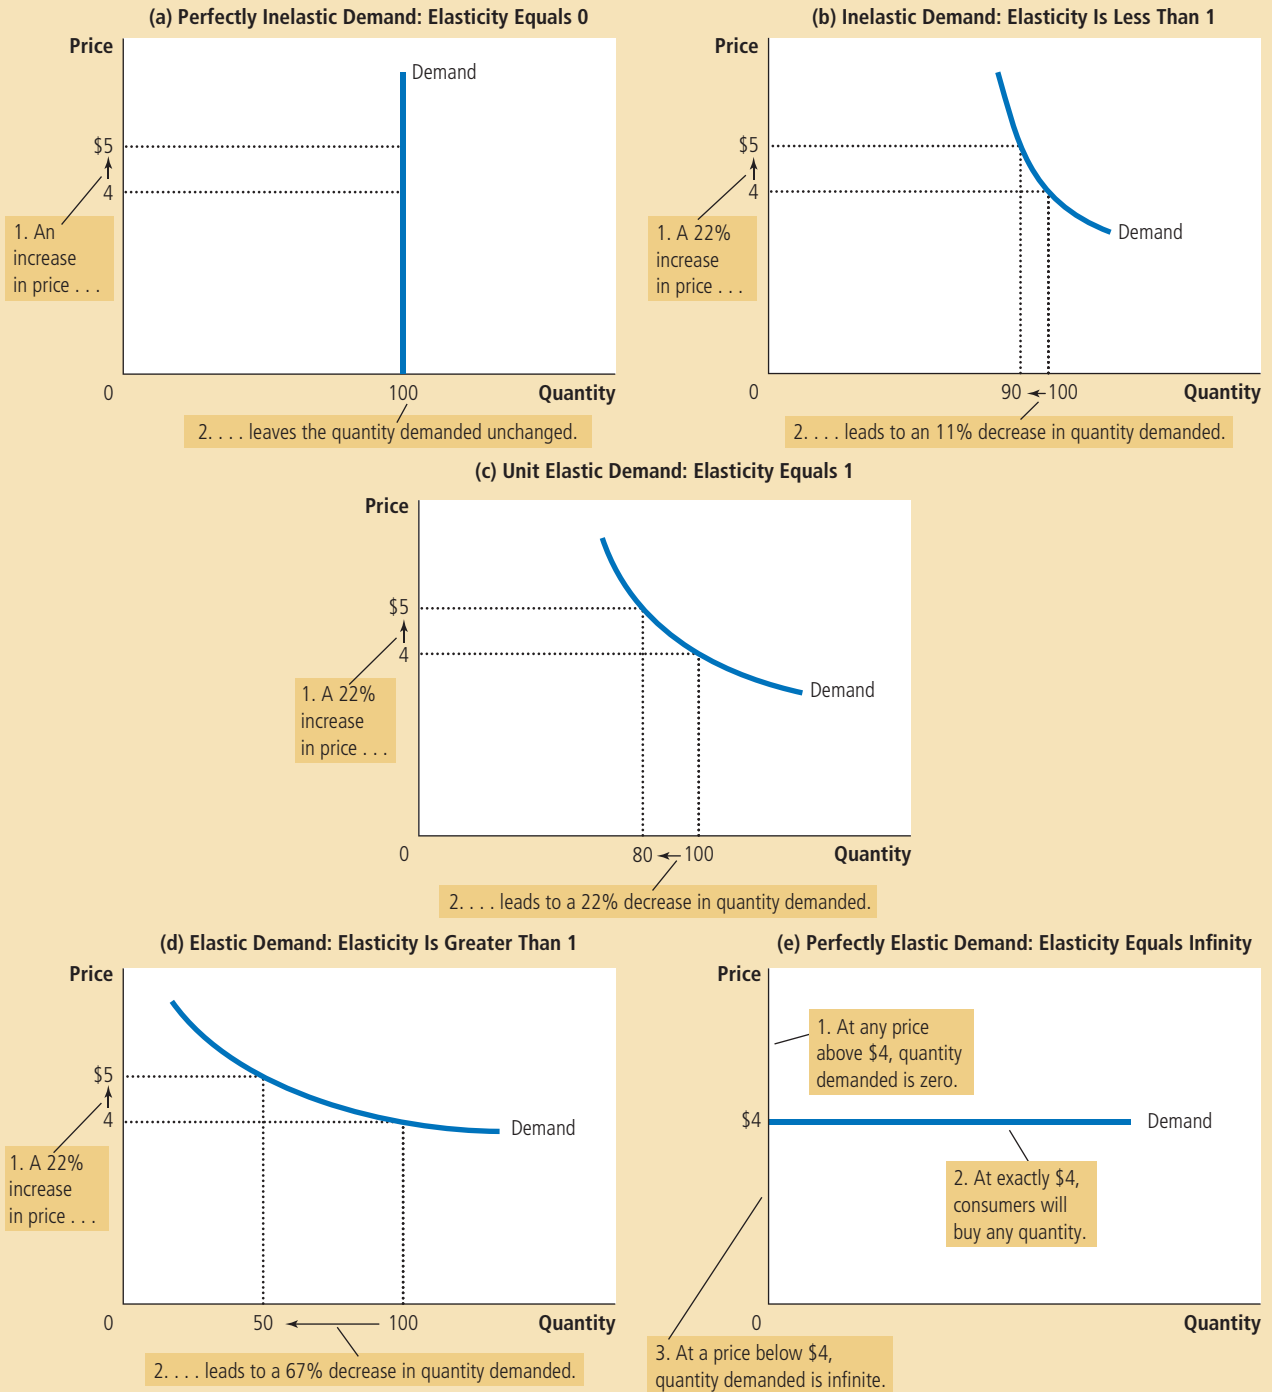 (a) Perfectly Inelastic Demand: Elasticity Equals 0
Price
Demand
$5
4
1. An
increase
in price . . .
0
100
Quantity
2. . . . leaves the quantity demanded unchanged.
(b) Inelastic Demand: Elasticity Is Less Than 1
Price
$5
4
1. A 22%
increase
in price . . .
Demand
0
90
100
Quantity
2. . . . leads to an 11% decrease in quantity demanded.
(c) Unit Elastic Demand: Elasticity Equals 1
Price
$5
4
1. A 22%
increase
in price . . .
Demand
0
80
100
Quantity
2. . . . leads to a 22% decrease in quantity demanded.
(d) Elastic Demand: Elasticity Is Greater Than 1
Price
$5
4
1. A 22%
increase
in price . . .
Demand
0
50
100
Quantity
2. . . . leads to a 67% decrease in quantity demanded.
(e) Perfectly Elastic Demand: Elasticity Equals Infinity
Price
1. At any price
above $4, quantity
demanded is zero.
$4
Demand
2. At exactly $4,
consumers will
buy any quantity.
0
Quantity
3. At a price below $4,
quantity demanded is infinite.